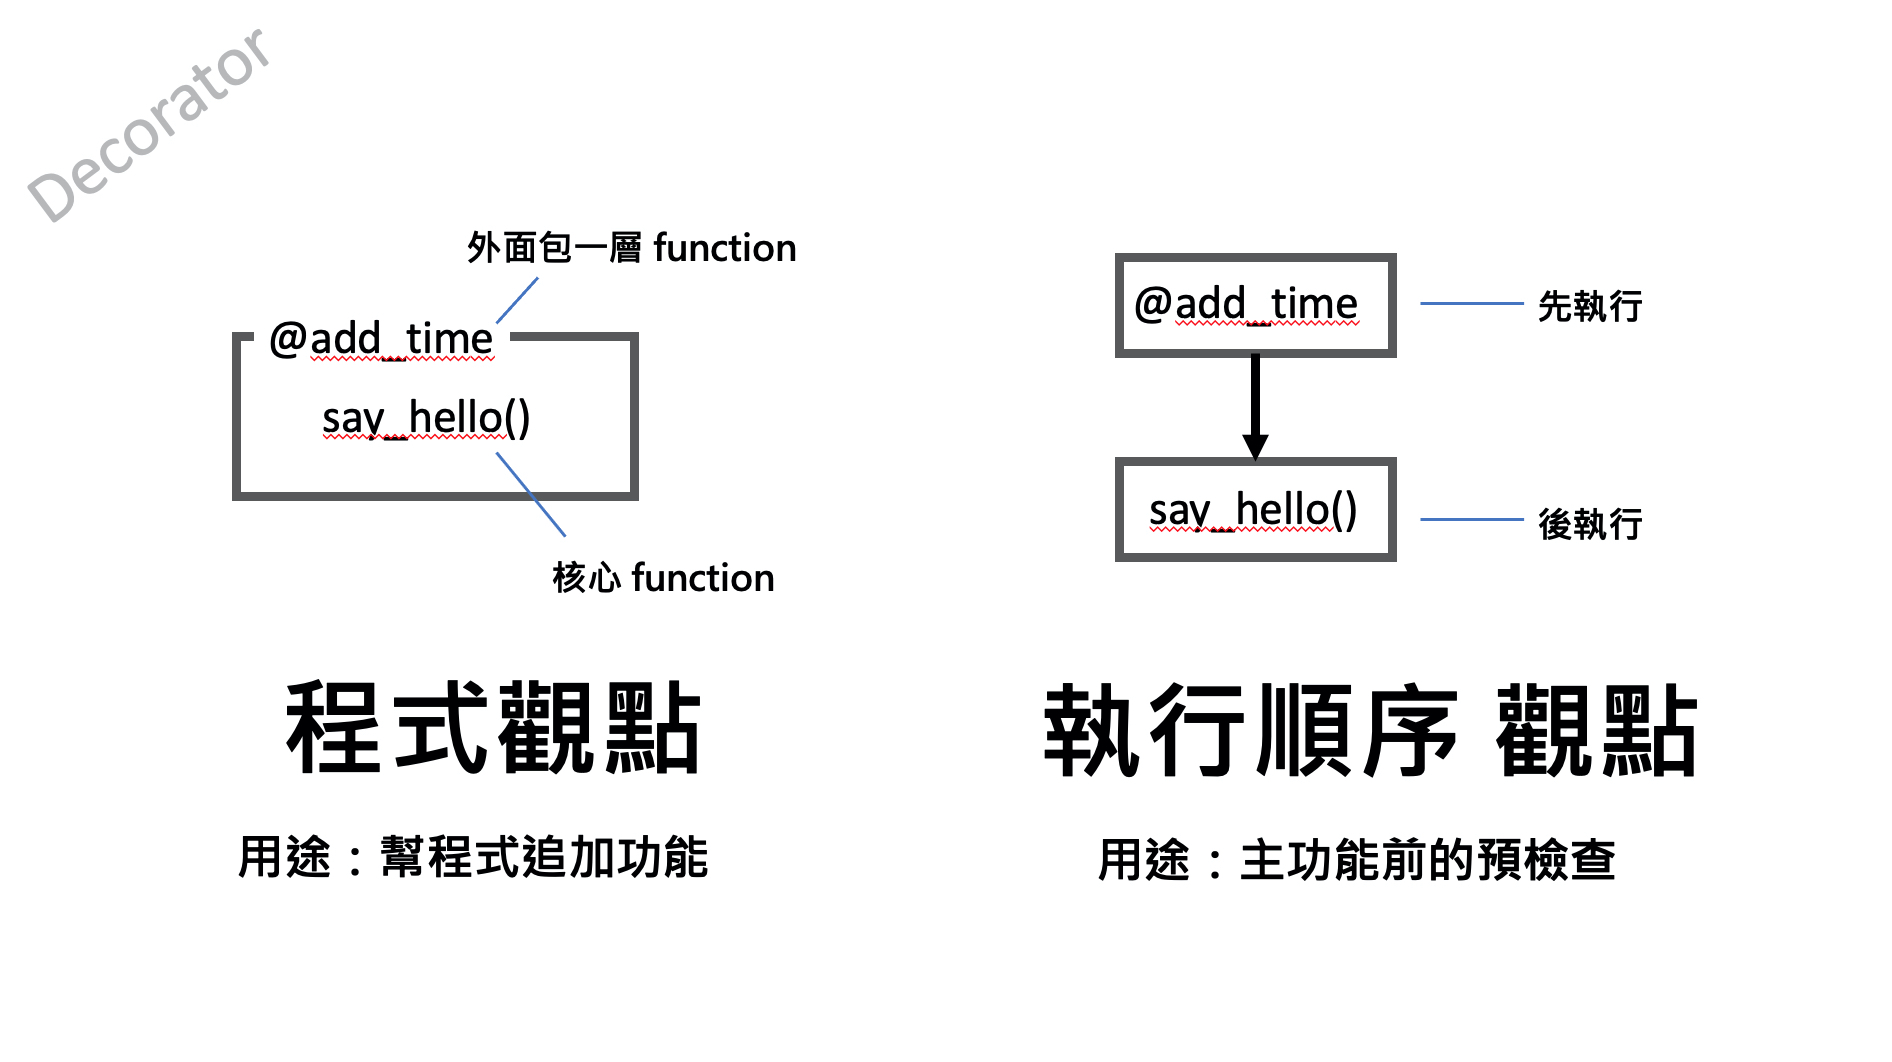 Decorator
外面包一層 function
@add_time
say_hello()
核心 function
程式觀點
用途：幫程式追加功能
@add_time
先執行
say_hello()
後執行
執行順序 觀點
用途：主功能前的預檢查